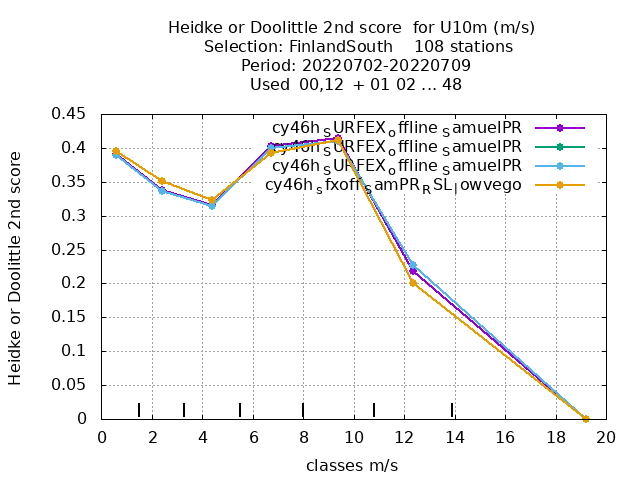 Heidke or Doolittle 2nd score for U10m (m/s)
Selection: FinlandSouth 108 stations
Period: 20220702-20220709
Used 00,12 + 01 02 ... 48
cy46h_SURFEX_offline_SamuelPR
cy46h_SURFEX_offline_SamuelPR
cy46h_SURFEX_offline_SamuelPR
cy46h_sfxoff_SamPR_RSL_lowvego
Heidke or Doolittle 2nd score
0.45
0.4
0.35
0.3
0.25
0.2
0.15
0.1
0.05
0
0 2 4 6 8 10 12 14 16 18 20
classes m/s